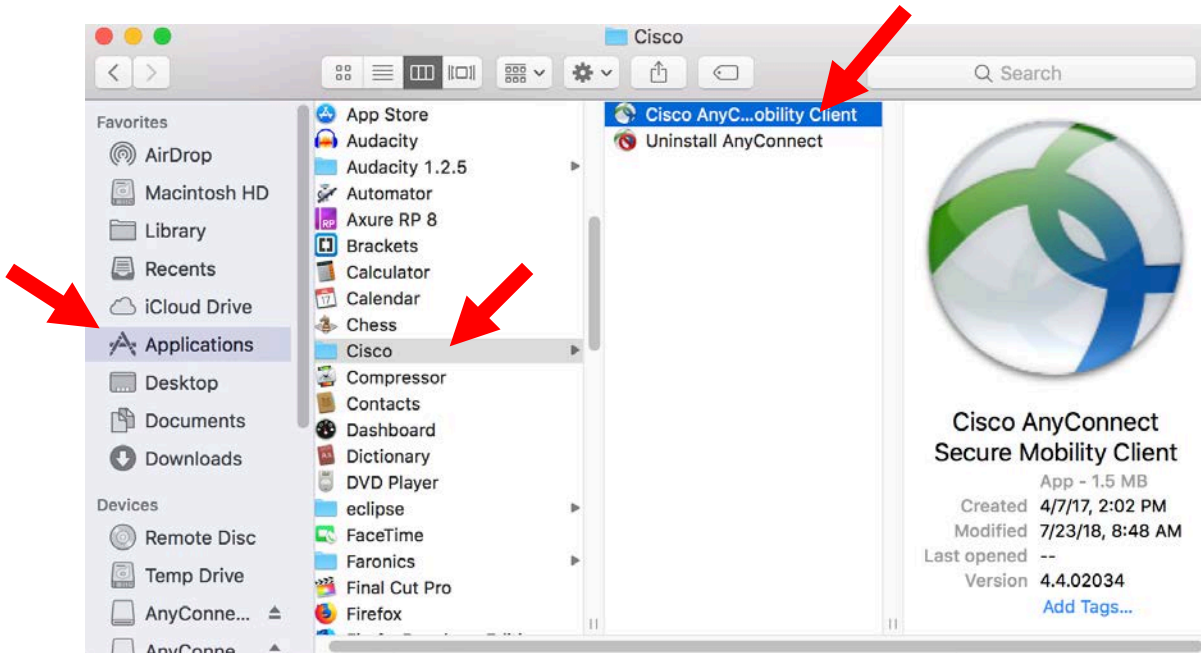 Cisco
Search
Favorites
AirDrop
Macintosh HD
Library
Recents
iCloud Drive
Applications
Desktop
Documents
Downloads
Devices
Remote Disc
Temp Drive
AnyConne...
AnyConne...
App Store
Audacity
Audacity 1.2.5
Automator
Axure RP 8
Brackets
Calculator
Calendar
Chess
Cisco
Compressor
Contacts
Dashboard
Dictionary
DVD Player
eclipse
FaceTime
Faronics
Final Cut Pro
Firefox
Cisco AnyC...obility Client
Uninstall AnyConnect
Cisco AnyConnect
Secure Mobility Client
App - 1.5 MB
Created 4/7/17, 2:02 PM
Modified 7/23/18, 8:48 AM
Last opened --
Version 4.4.02034
Add Tags...